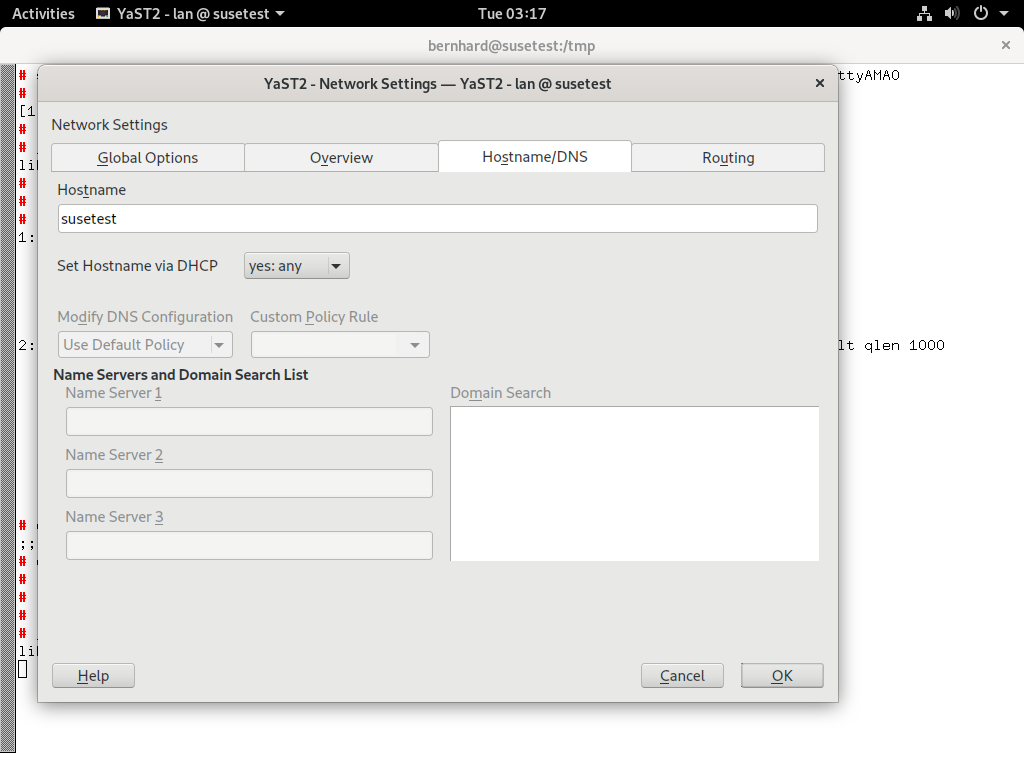 Activities YaST2 - lan @ susetest Tue 03:17
bernhard@susetest:/tmp ×
# ttyAMAO
YaST2 - Network Settings — YaST2 - lan @ susetest ×
#
[1
Network Settings
#
#
Global Options Overview Hostname/DNS Routing
#
Hostname
#
#
susetest
1:
Set Hostname via DHCP yes: any
Modify DNS Configuration Custom Policy Rule
2: Use Default Policy lt qlen 1000
Name Servers and Domain Search List
Name Server 1 Domain Search
Name Server 2
Name Server 3
#
;;
#
#
#
#
#
Help Cancel OK